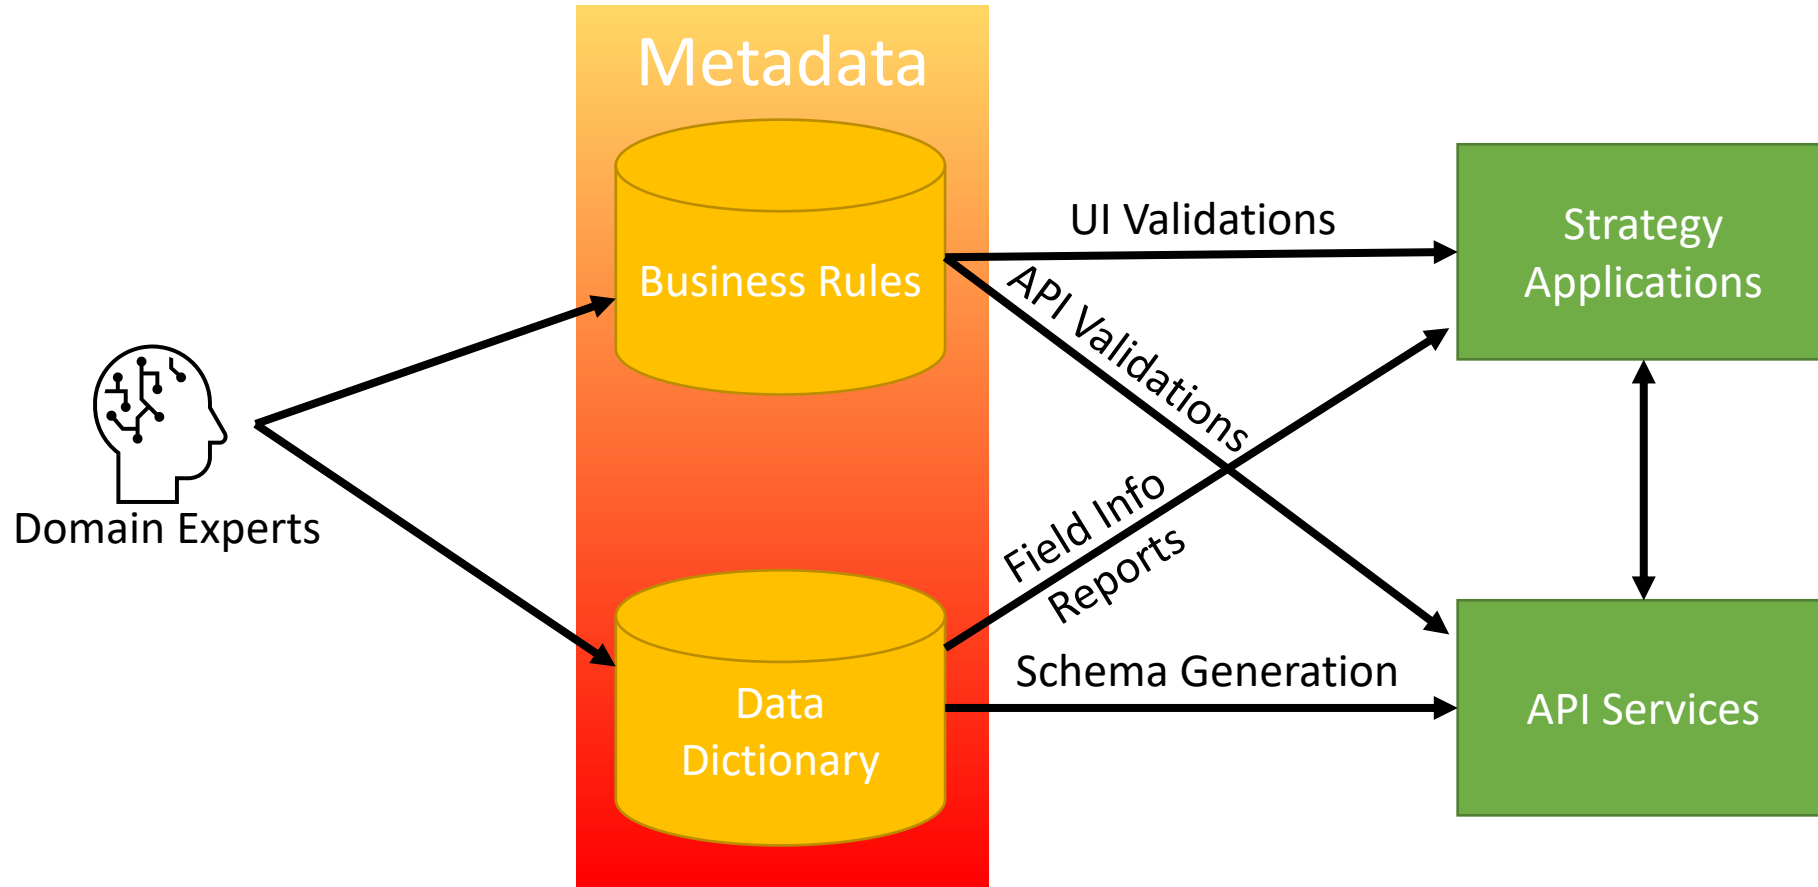 Metadata
Business Rules
UI Validations
Strategy
Applications
API Validations
Domain Experts
Field Info
Reports
Data
Dictionary
Schema Generation
API Services